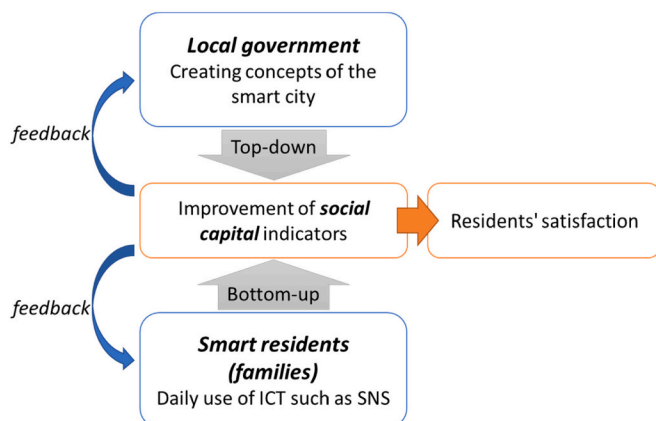 Local government
Creating concepts of the
smart city
feedback
Top-down
Improvement of social
capital indicators
Residents' satisfaction
Bottom-up
feedback
Smart residents
(families)
Daily use of ICT such as SNS